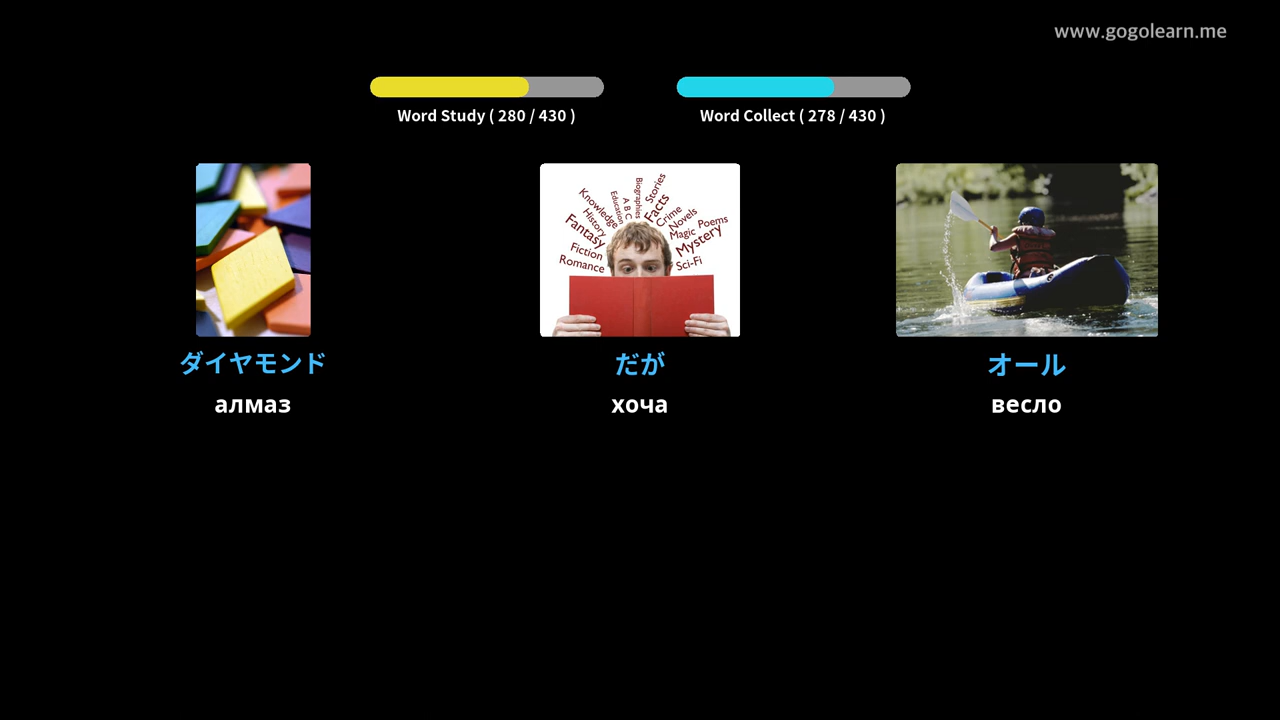 www.gogolearn.me
Word Study ( 280 / 430 )
Word Collect ( 278 / 430 )
Stories
Biographies
Facts
A B C
Education
Knowledge
Crime
Novels
History
Poems
Magic
Fantasy
Mystery
Fiction
Sci-Fi
Romance
ダイヤモンド
だが
オール
алмаз
хоча
весло